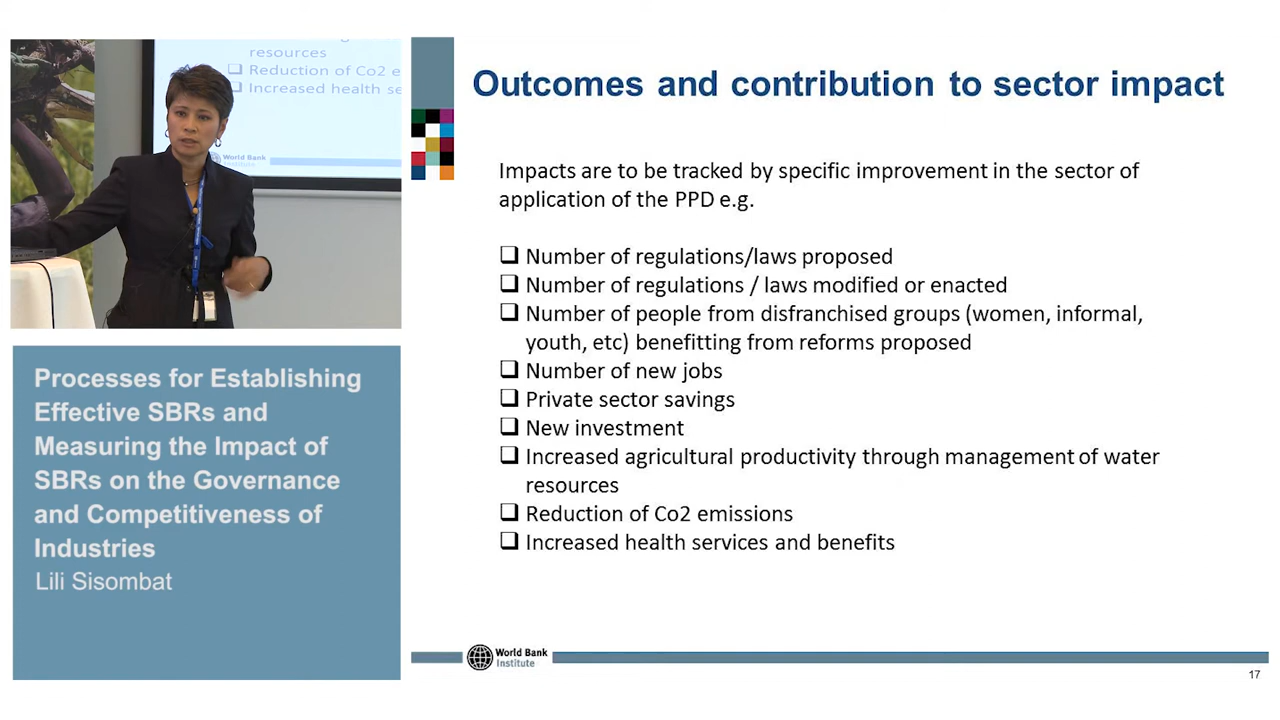 resources
Reduction of Co2 e
Increased health se
World Bank
Institute
Processes for Establishing
Effective SBRs and
Measuring the Impact of
SBRs on the Governance
and Competitiveness of
Industries
Lili Sisombat
Outcomes and contribution to sector impact
Impacts are to be tracked by specific improvement in the sector of
application of the PPD e.g.
Number of regulations/laws proposed
Number of regulations / laws modified or enacted
Number of people from disfranchised groups (women, informal,
youth, etc) benefitting from reforms proposed
Number of new jobs
Private sector savings
New investment
Increased agricultural productivity through management of water
resources
Reduction of Co2 emissions
Increased health services and benefits
World Bank
Institute
17